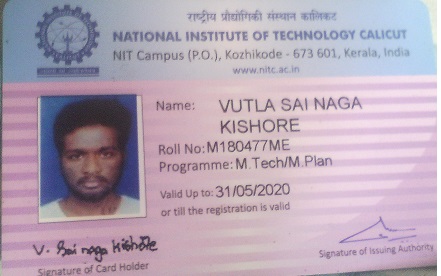 राष्ट्रीय प्रौद्योगिकी संस्थान कालिकट
NATIONAL INSTITUTE OF TECHNOLOGY CALICUT
NIT Campus (P.O.), Kozhikode - 673 601, Kerala, India
www.nitc.ac.in
Name: VUTLA SAI NAGA
KISHORE
Roll No:M180477ME
Programme:M.Tech/M.Plan
Valid Up to: 31/05/2020
or till the registration is valid
V. Sai naga kishore
Signature of Card Holder
Signature of Issuing Authority